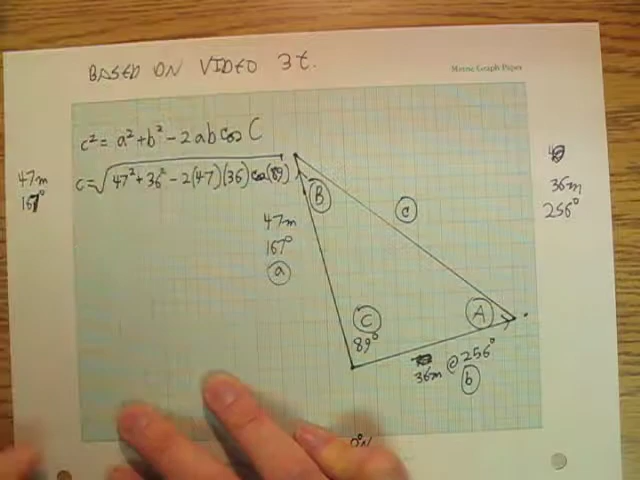 BASED ON VIDEO 3t.
Metric Graph Paper
c² = a² + b² - 2ab cos C
c = √47² + 36² - 2(47)(36) cos(89)
47m
167°
36m
256°
B
c
47m
167°
a
C
89°
A
36m @ 256°
b
0°N